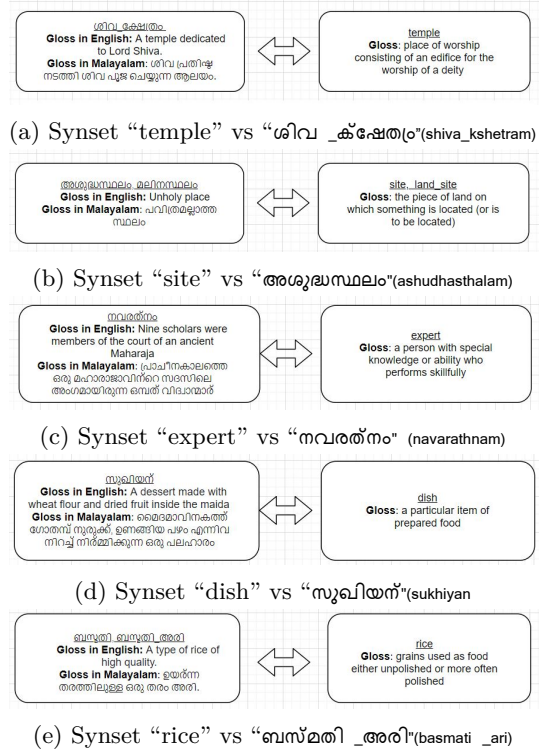 ശിവ_ക്ഷേത്രം
Gloss in English: A temple dedicated
to Lord Shiva.
Gloss in Malayalam: ശിവ പ്രതിഷ്ഠ
നടത്തി ശിവ പൂജ ചെയ്യുന്ന ആലയം.
temple
Gloss: place of worship
consisting of an edifice for the
worship of a deity
(a) Synset “temple” vs “ശിവ _ക്ഷേത്രം”(shiva_kshetram)
അശുദ്ധസ്ഥലം, മലിനസ്ഥലം
Gloss in English: Unholy place
Gloss in Malayalam: പവിത്രമല്ലാത്ത
സ്ഥലം
site, land_site
Gloss: the piece of land on
which something is located (or is
to be located)
(b) Synset “site” vs “അശുദ്ധസ്ഥലം”(ashudhasthalam)
നവരത്നം
Gloss in English: Nine scholars were
members of the court of an ancient
Maharaja
Gloss in Malayalam: പ്രാചീനകാലത്തെ
ഒരു മഹാരാജാവിന്റെ സദസിലെ
അംഗമായിരുന്ന ഒമ്പത് വിദ്വാന്മാര്
expert
Gloss: a person with special
knowledge or ability who
performs skillfully
(c) Synset “expert” vs “നവരത്നം” (navarathnam)
സുഖിയന്
Gloss in English: A dessert made with
wheat flour and dried fruit inside the maida
Gloss in Malayalam: മൈദമാവിനകത്ത്
ഗോതമ്പ് നുരുക്ക്, ഉണങ്ങിയ പഴം എന്നിവ
നിറച്ച് നിര്മ്മിക്കുന്ന ഒരു പലഹാരം
dish
Gloss: a particular item of
prepared food
(d) Synset “dish” vs “സുഖിയന്”(sukhiyan
ബസുതി, ബസുതി_അരി
Gloss in English: A type of rice of
high quality.
Gloss in Malayalam: ഉയര്ന്ന
തരത്തിലുള്ള ഒരു തരം അരി.
rice
Gloss: grains used as food
either unpolished or more often
polished
(e) Synset “rice” vs “ബസ്മതി _അരി”(basmati _ari)